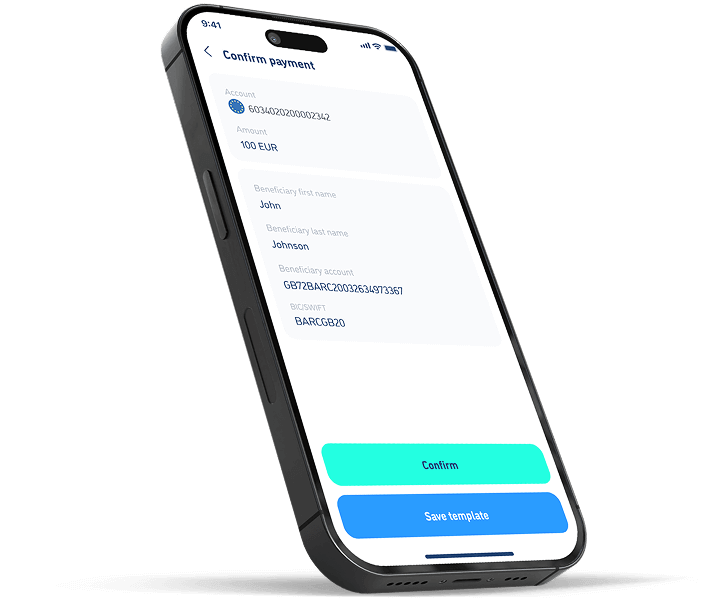 9:41
Confirm payment
Account
6034020200002342
Amount
100 EUR
Beneficiary first name
John
Beneficiary last name
Johnson
Beneficiary account
GB72BARC20032634973367
BIC/SWIFT
BARCGB20
Confirm
Save template